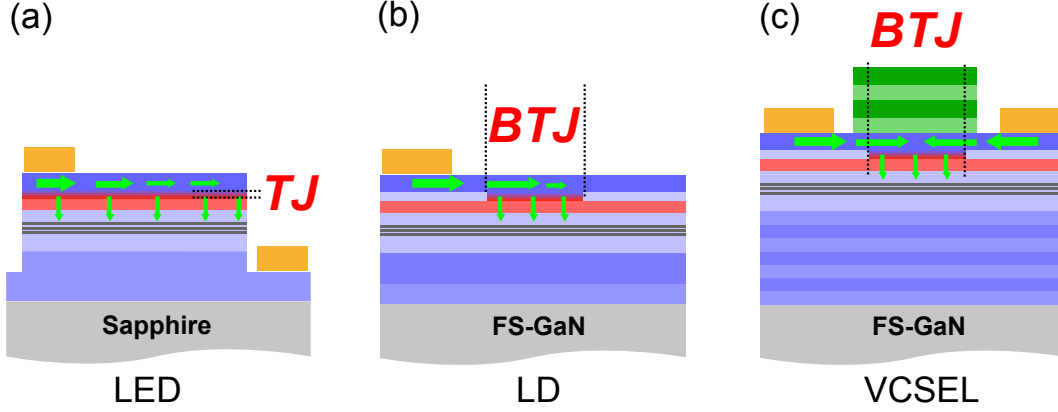 (a)
(b)
(c)
TJ
BTJ
BTJ
Sapphire
FS-GaN
FS-GaN
LED
LD
VCSEL